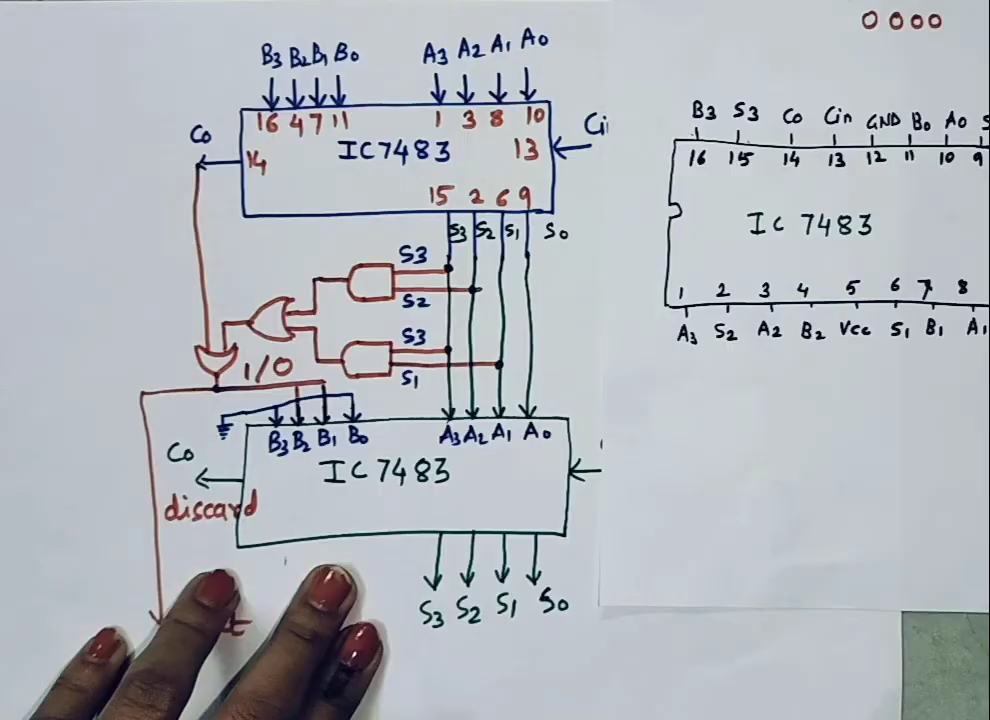 B3 B2 B1 B0 A3 A2 A1 A0
16 4 7 11 1 3 8 10
Co
14 IC7483 13
15 2 6 9
S3 S2 S1 S0
S3
S2
S3
S1
1/0
B3 B2 B1 B0 A3 A2 A1 A0
Co
IC7483
discard
S3 S2 S1 S0
0000
B3 S3 Co Cin GND B0 A0
16 15 14 13 12 11 10 9
IC 7483
1 2 3 4 5 6 7 8
A3 S2 A2 B2 Vcc S1 B1 A1